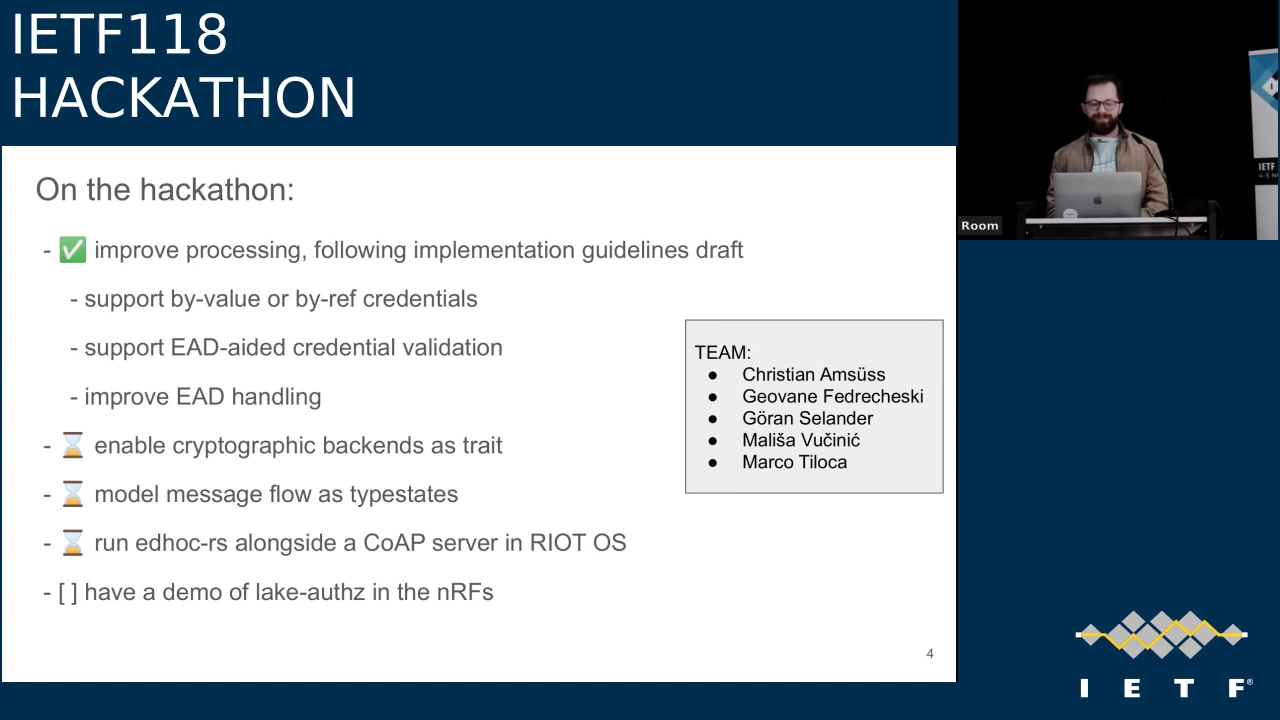 IETF118
HACKATHON
On the hackathon:
- ✅ improve processing, following implementation guidelines draft
- support by-value or by-ref credentials
- support EAD-aided credential validation
- improve EAD handling
- ⌛ enable cryptographic backends as trait
- ⌛ model message flow as typestates
- ⌛ run edhoc-rs alongside a CoAP server in RIOT OS
- [ ] have a demo of lake-authz in the nRFs
TEAM:
● Christian Amsüss
● Geovane Fedrecheski
● Göran Selander
● Mališa Vučinić
● Marco Tiloca
4
Room
IETF
I E T F®